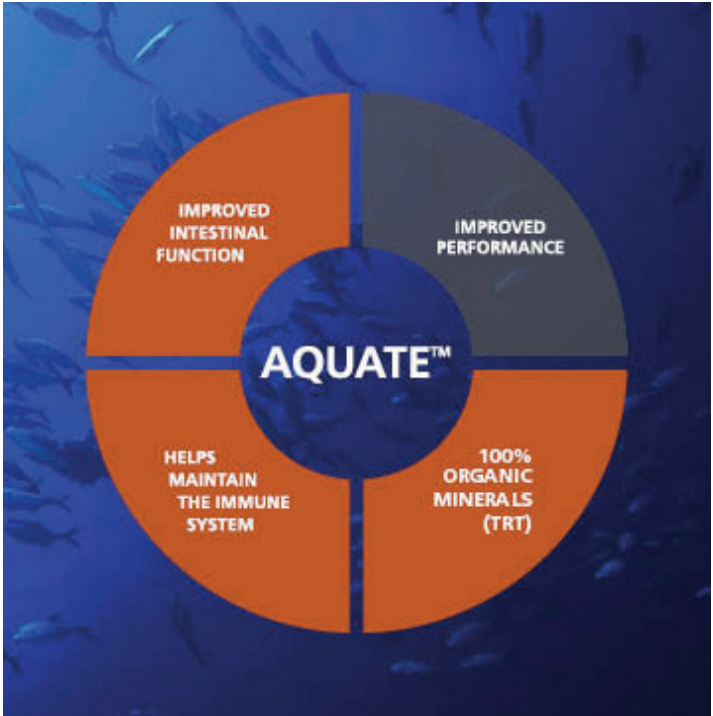 IMPROVED
INTESTINAL
FUNCTION
IMPROVED
PERFORMANCE
AQUATE™
HELPS
MAINTAIN
THE IMMUNE
SYSTEM
100%
ORGANIC
MINERALS
(TRT)